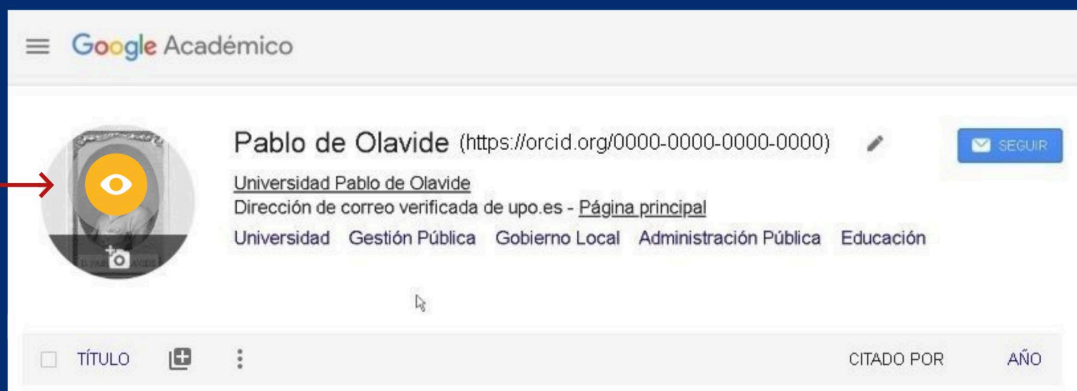 Google Académico
Pablo de Olavide (https://orcid.org/0000-0000-0000-0000)
SEGUIR
Universidad Pablo de Olavide
Dirección de correo verificada de upo.es - Página principal
Universidad Gestión Pública Gobierno Local Administración Pública Educación
TÍTULO CITADO POR AÑO